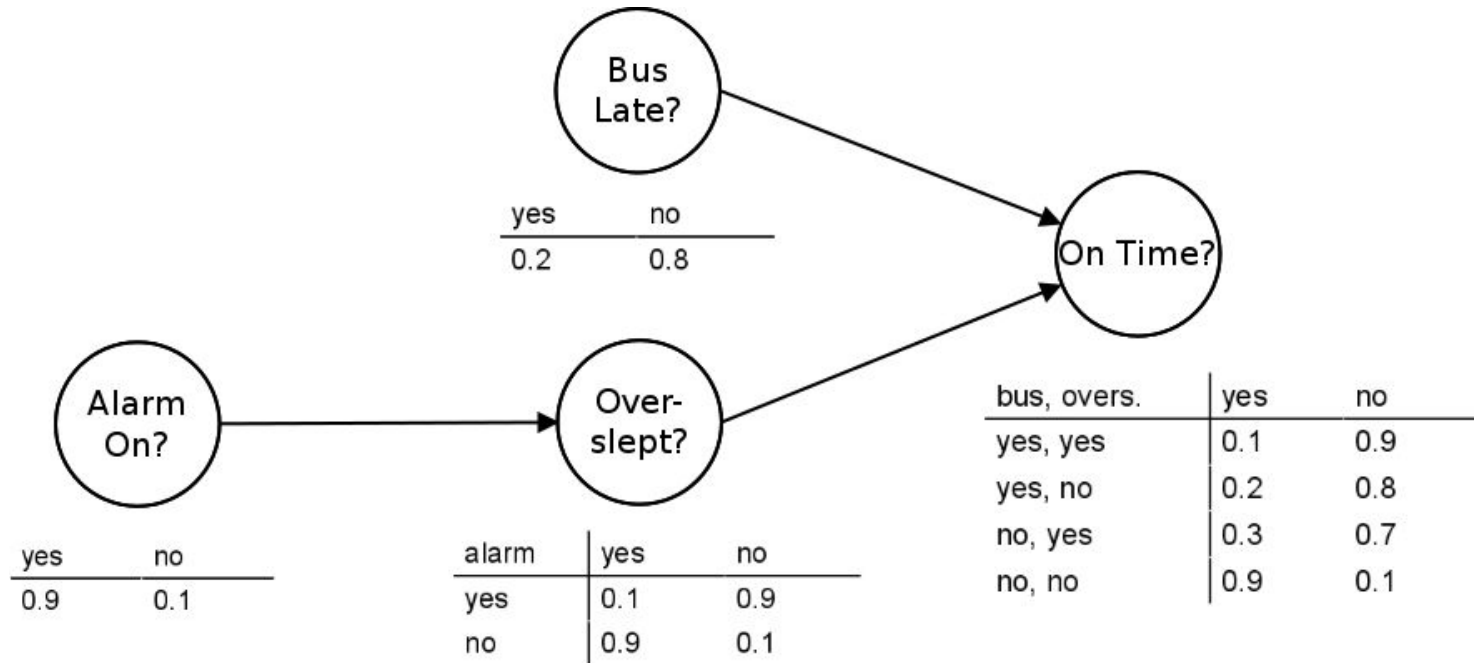 Bus
Late?
yes no
0.2 0.8
On Time?
Alarm
On?
yes no
0.9 0.1
Over-
slept?
alarm yes no
yes 0.1 0.9
no 0.9 0.1
bus, overs. yes no
yes, yes 0.1 0.9
yes, no 0.2 0.8
no, yes 0.3 0.7
no, no 0.9 0.1